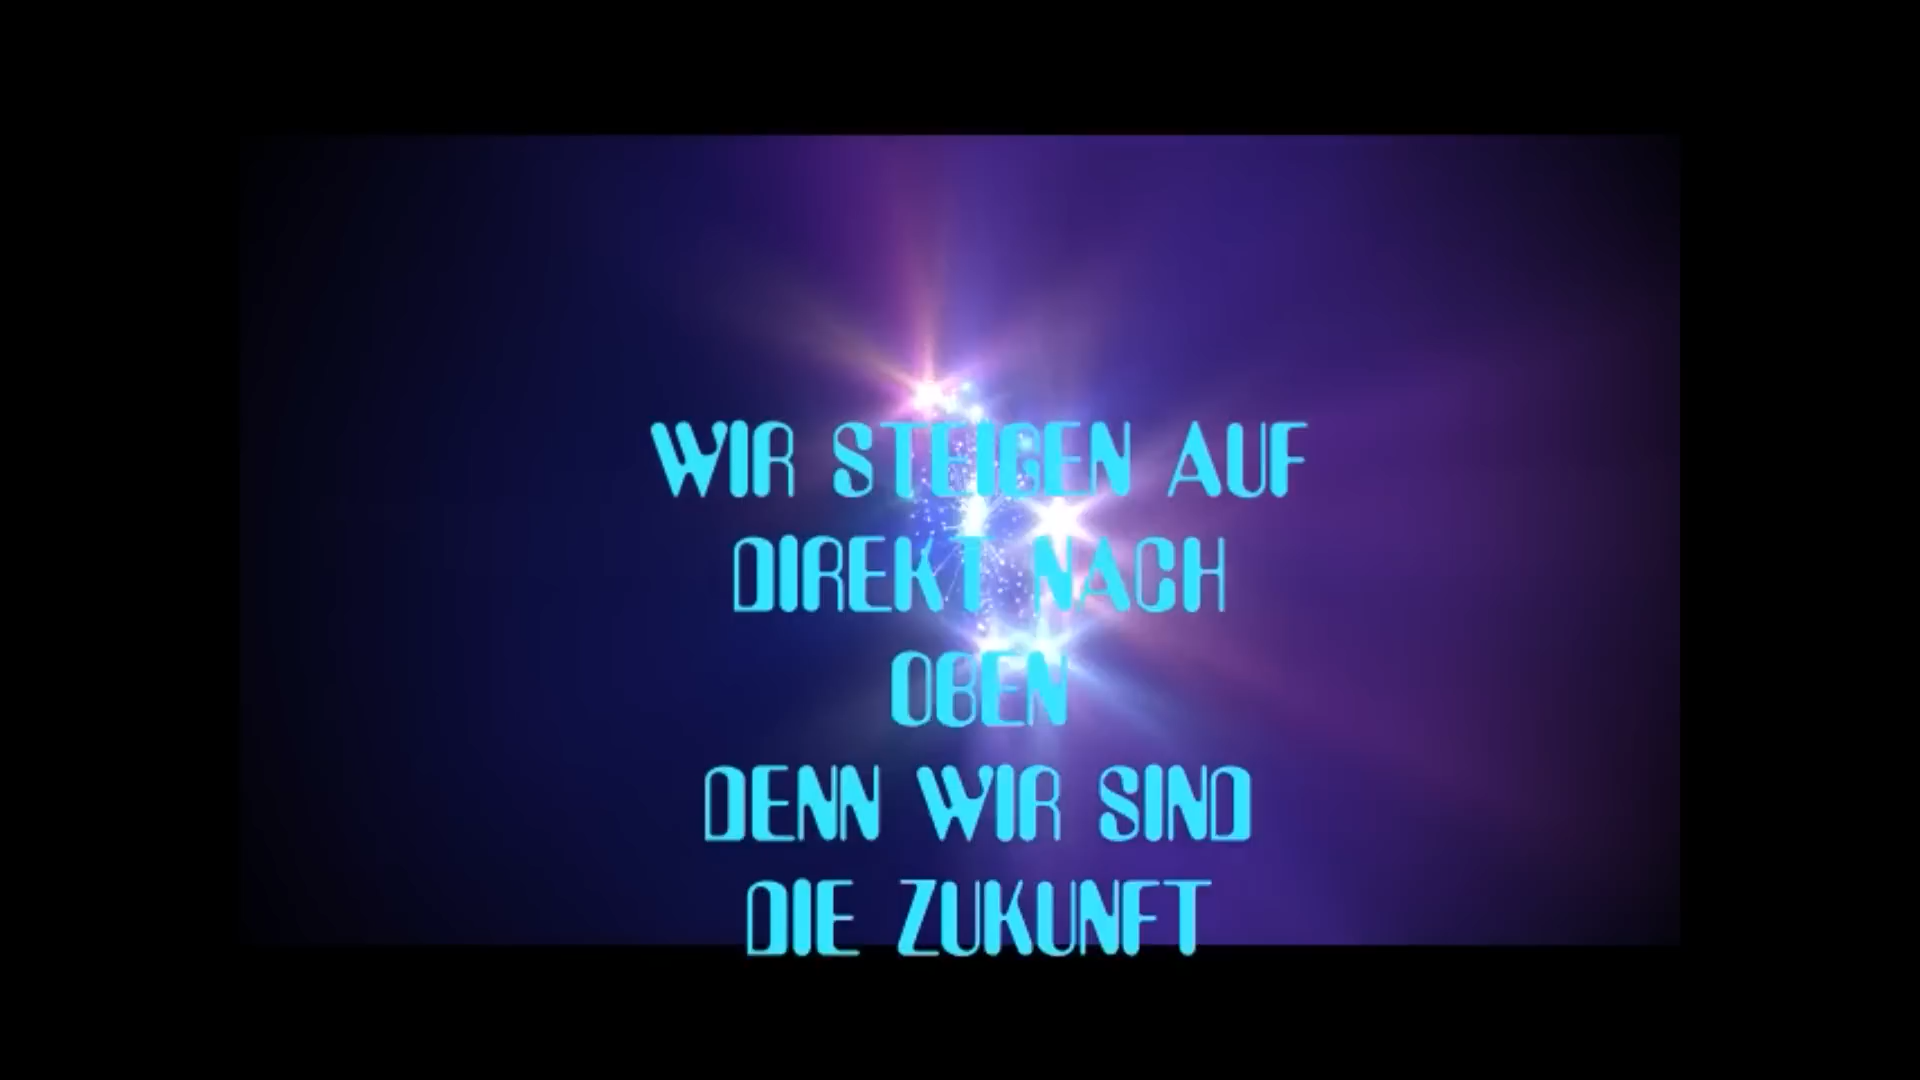 WIR STEIGEN AUF
DIREKT NACH
OBEN
DENN WIR SIND
DIE ZUKUNFT